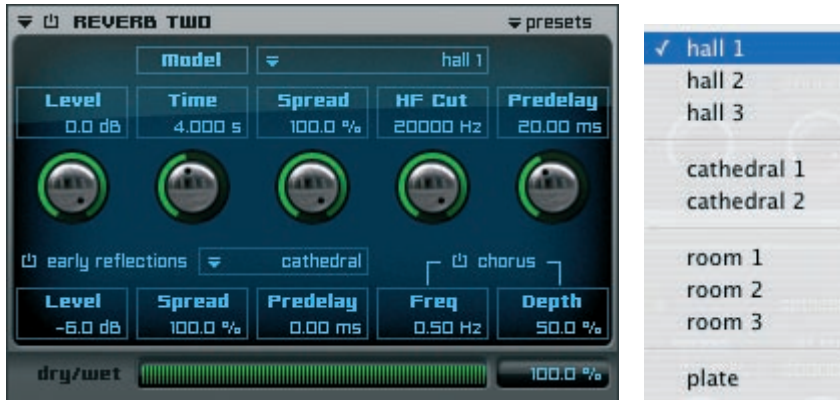 REVERB TWO presets
Model hall 1
Level Time Spread HF Cut Predelay
0.0 dB 4.000 s 100.0 % 20000 Hz 20.00 ms
early reflections cathedral chorus
Level Spread Predelay Freq Depth
-6.0 dB 100.0 % 0.00 ms 0.50 Hz 50.0 %
dry/wet 100.0 %
✓ hall 1
hall 2
hall 3
cathedral 1
cathedral 2
room 1
room 2
room 3
plate